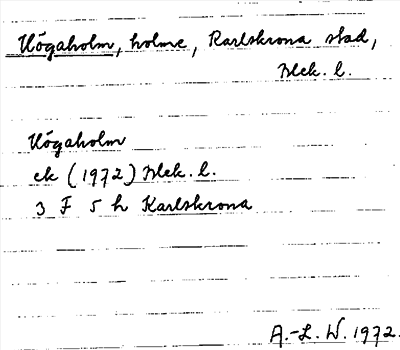 Högaholm, holme, Karlskrona stad,
Blek. l.
Högaholm
ek (1972) Blek. l.
3 F 5 h Karlskrona
A.-L. W. 1972.